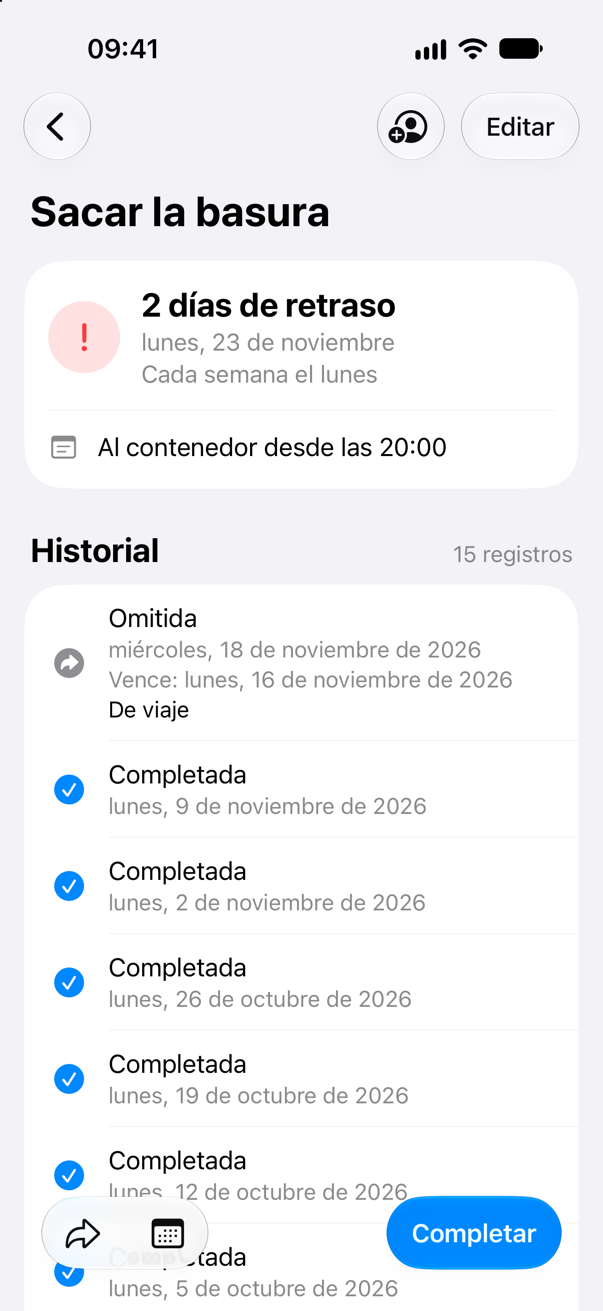 09:41
Editar
Sacar la basura
2 días de retraso
lunes, 23 de noviembre
Cada semana el lunes
Al contenedor desde las 20:00
Historial
15 registros
Omitida
miércoles, 18 de noviembre de 2026
Vence: lunes, 16 de noviembre de 2026
De viaje
Completada
lunes, 9 de noviembre de 2026
Completada
lunes, 2 de noviembre de 2026
Completada
lunes, 26 de octubre de 2026
Completada
lunes, 19 de octubre de 2026
Completada
lunes, 12 de octubre de 2026
Completar
Completada
lunes, 5 de octubre de 2026